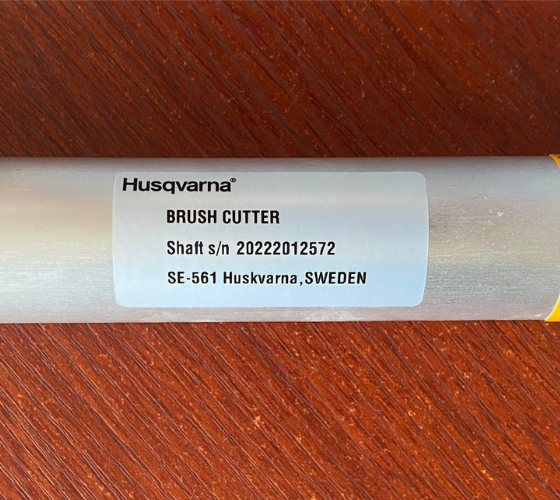 Husqvarna®
BRUSH CUTTER
Shaft s/n 20222012572
SE-561 Huskvarna,SWEDEN